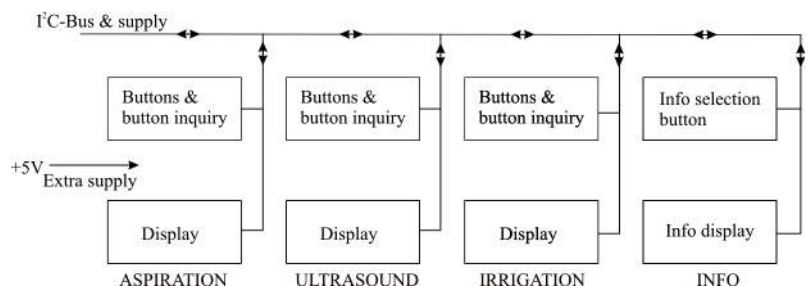 I²C-Bus & supply
Buttons &
button inquiry
Buttons &
button inquiry
Buttons &
button inquiry
Info selection
button
+5V
Extra supply
Display
Display
Display
Info display
ASPIRATION
ULTRASOUND
IRRIGATION
INFO